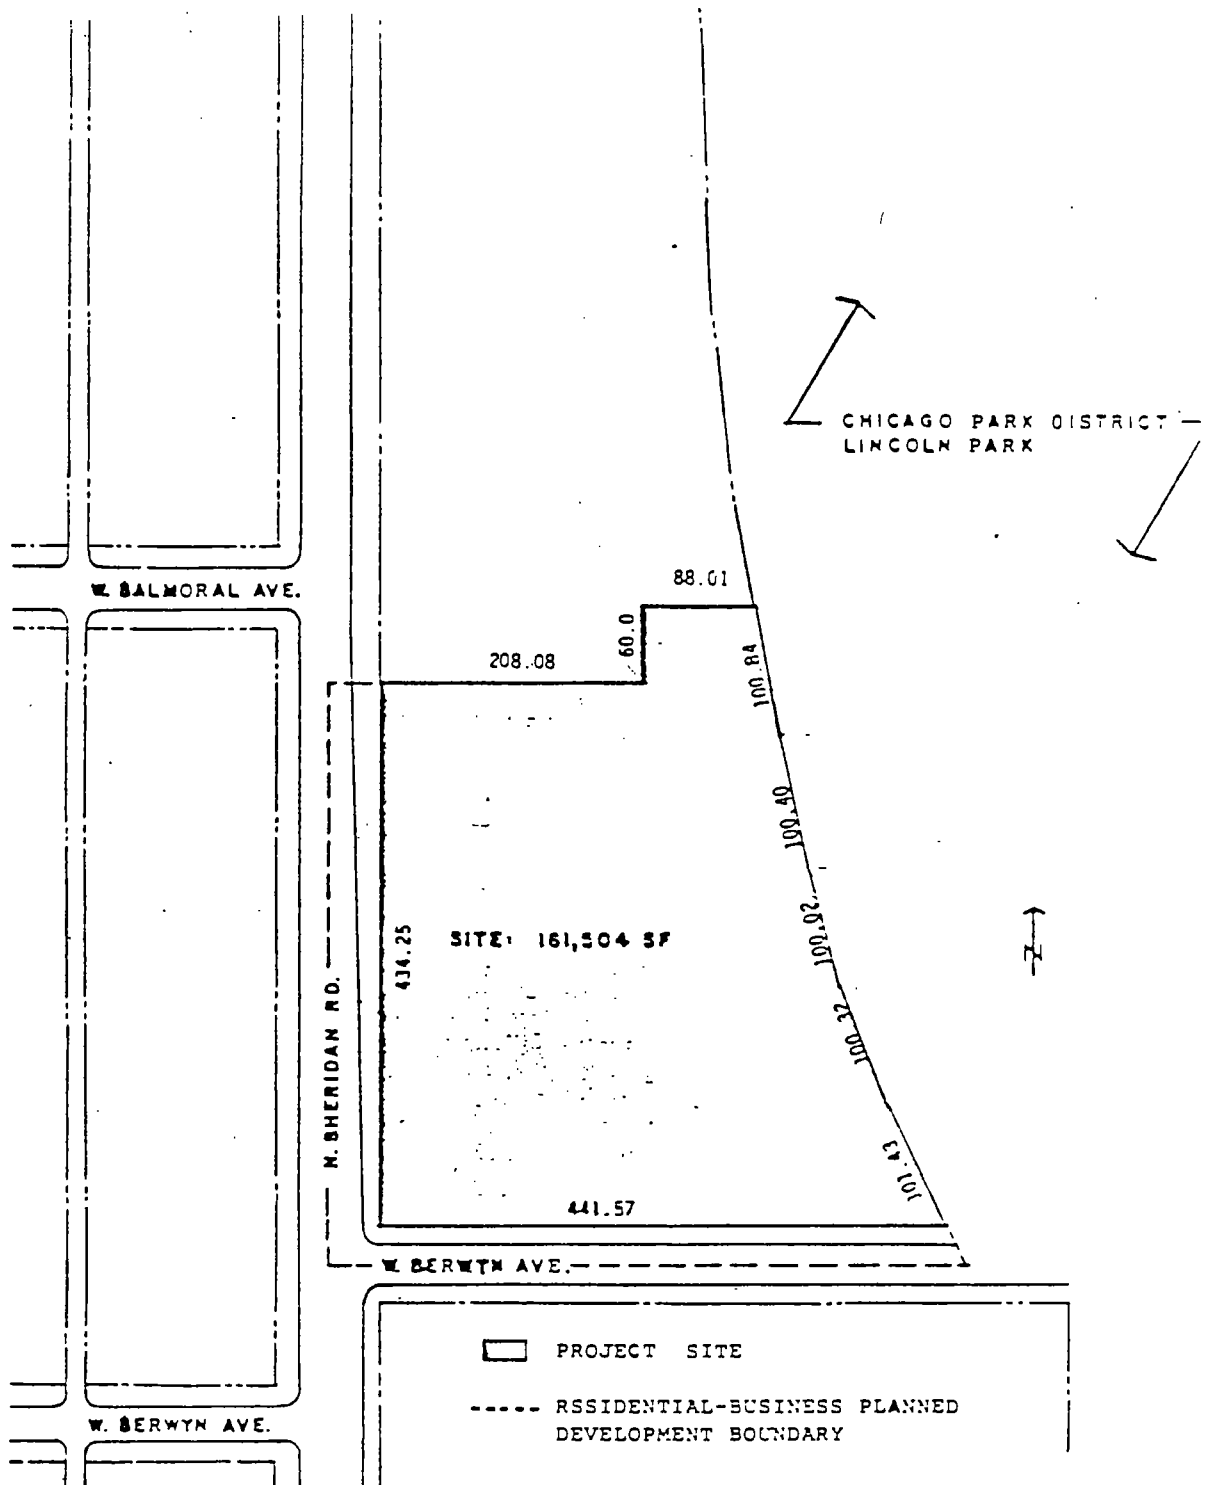 CHICAGO PARK DISTRICT
LINCOLN PARK
W. BALMORAL AVE.
88.01
60.0
208.08
100.84
100.40
100.02
100.32
101.43
434.25
SITE: 161,504 SF
N. SHERIDAN RD.
N
441.57
W. BERWYN AVE.
PROJECT SITE
RSSIDENTIAL-BUSINESS PLANNED
DEVELOPMENT BOUNDARY
W. BERWYN AVE.